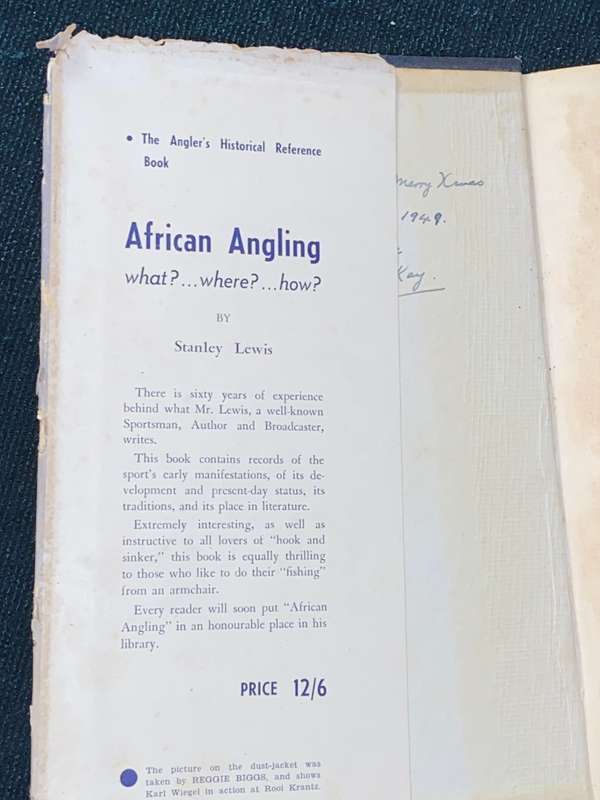 • The Angler's Historical Reference
Book
African Angling
what?...where?...how?
BY
Stanley Lewis
There is sixty years of experience
behind what Mr. Lewis, a well-known
Sportsman, Author and Broadcaster,
writes.
This book contains records of the
sport's early manifestations, of its de-
velopment and present-day status, its
traditions, and its place in literature.
Extremely interesting, as well as
instructive to all lovers of "hook and
sinker," this book is equally thrilling
to those who like to do their "fishing"
from an armchair.
Every reader will soon put "African
Angling" in an honourable place in his
library.
PRICE 12/6
The picture on the dust-jacket was
taken by REGGIE BIGGS, and shows
Karl Wiegel in action at Rooi Krantz.
Merry Xmas
1949.
Kay.